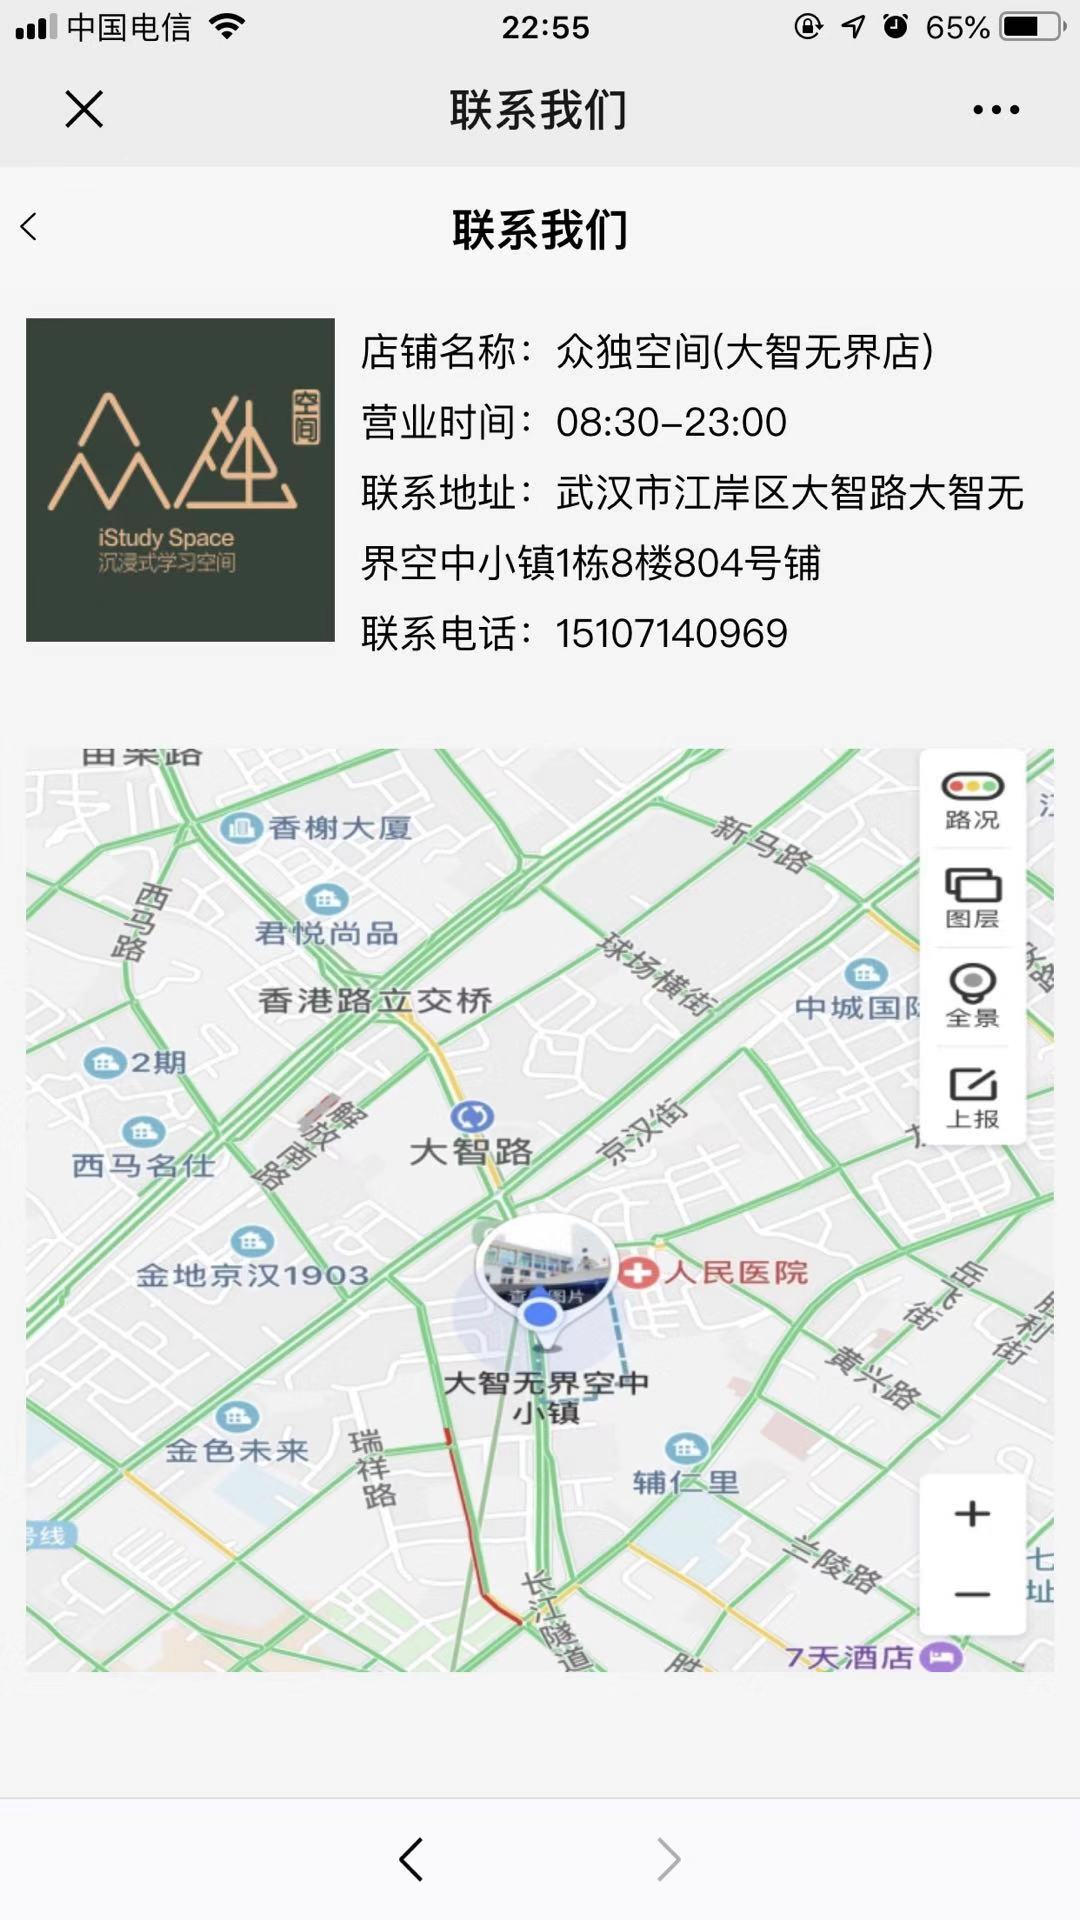 中国电信
22:55
65%
联系我们
联系我们
众独
空间
iStudy Space
沉浸式学习空间
店铺名称：众独空间(大智无界店)
营业时间：08:30-23:00
联系地址：武汉市江岸区大智路大智无
界空中小镇1栋8楼804号铺
联系电话：15107140969
香榭大厦
新马路
路况
西马路
君悦尚品
图层
香港路立交桥
球场横街
中城国际
全景
2期
解放南路
大智路
京汉街
上报
西马名仕
金地京汉1903
人民医院
岳飞街
胜利街
大智无界空中
小镇
黄兴路
金色未来
瑞祥路
辅仁里
号线
兰陵路
长江隧道
7天酒店